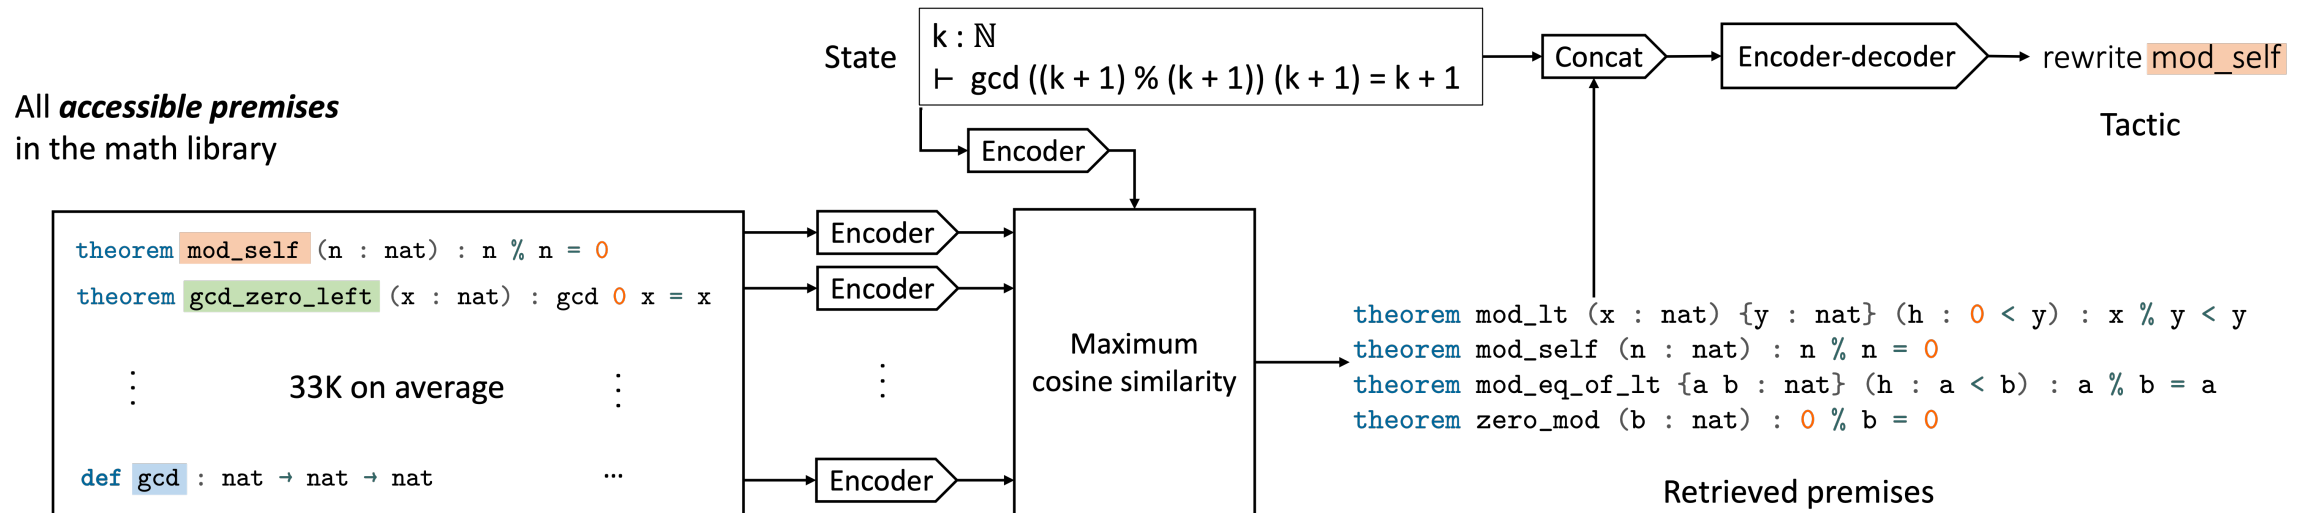 State
k : ℕ
⊢ gcd ((k + 1) % (k + 1)) (k + 1) = k + 1
Concat
Encoder-decoder
rewrite mod_self
Tactic
All accessible premises
in the math library
Encoder
theorem mod_self (n : nat) : n % n = 0
theorem gcd_zero_left (x : nat) : gcd 0 x = x
⋮ 33K on average ⋮
def gcd : nat → nat → nat ...
Encoder
Encoder
⋮
Encoder
Maximum
cosine similarity
theorem mod_lt (x : nat) {y : nat} (h : 0 < y) : x % y < y
theorem mod_self (n : nat) : n % n = 0
theorem mod_eq_of_lt {a b : nat} (h : a < b) : a % b = a
theorem zero_mod (b : nat) : 0 % b = 0
Retrieved premises